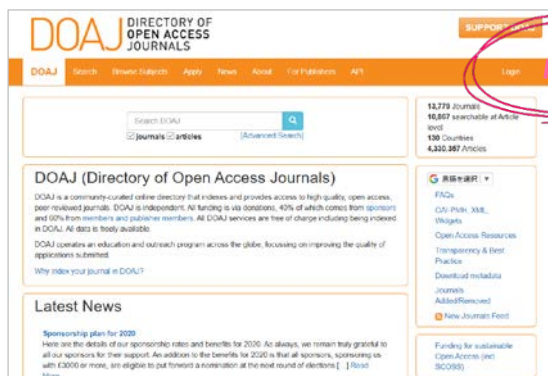 DOAJ
DIRECTORY OF
OPEN ACCESS
JOURNALS
SUPPORT
DOAJ Search Browse Subjects Apply News About For Publishers API Login
Search DOAJ
journals articles [Advanced Search]
13,779 Journals
10,867 searchable at Article
level
130 Countries
4,330,367 Articles
DOAJ (Directory of Open Access Journals)
DOAJ is a community-curated online directory that indexes and provides access to high quality, open access,
peer-reviewed journals. DOAJ is independent. All funding is via donations, 40% of which comes from sponsors
and 60% from members and publisher members. All DOAJ services are free of charge including being indexed
in DOAJ. All data is freely available.
DOAJ operates an education and outreach program across the globe, focussing on improving the quality of
applications submitted.
Why index your journal in DOAJ?
Latest News
Sponsorship plan for 2020
Here are the details of our sponsorship rates and benefits for 2020. As always, we remain truly grateful to
all our sponsors for their support. An addition to the benefits for 2020 is that all sponsors, sponsoring us
with £3000 or more, are eligible to put forward a nomination at the next round of elections […] Read
More
G 言語を選択 ▼
FAQs
OAI-PMH, XML,
Widgets
Open Access Resources
Transparency & Best
Practice
Download metadata
Journals
Added/Removed
New Journals Feed
Funding for sustainable
Open Access (incl
SCOSS)